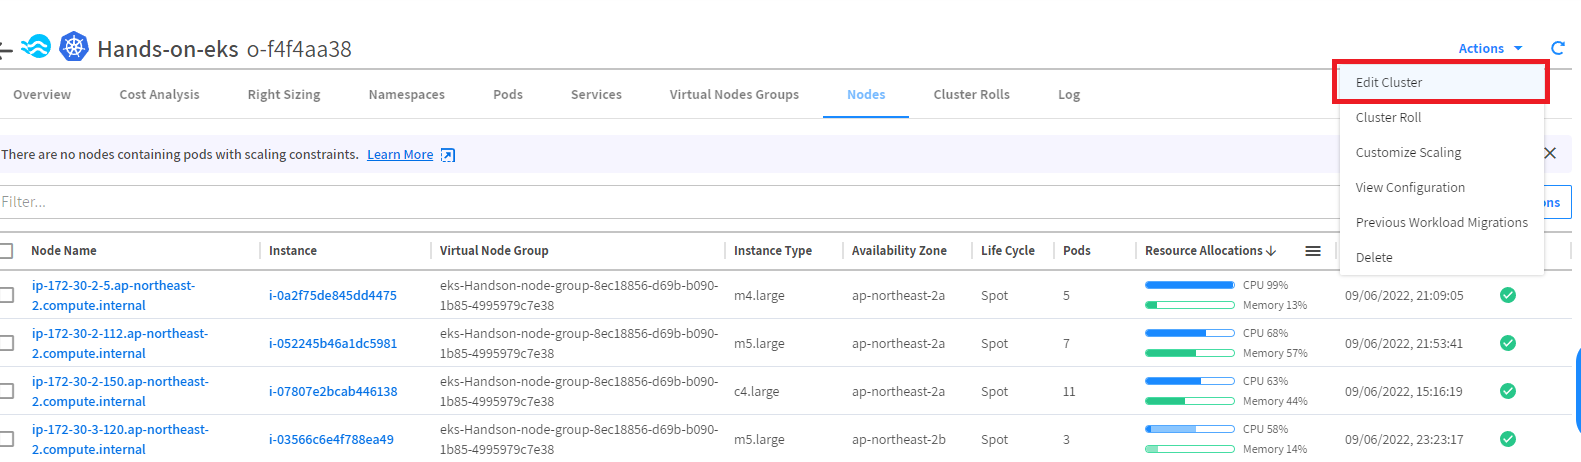 Hands-on-eks o-f4f4aa38
Actions
Edit Cluster
Cluster Roll
Customize Scaling
View Configuration
Previous Workload Migrations
Delete
Overview Cost Analysis Right Sizing Namespaces Pods Services Virtual Nodes Groups Nodes Cluster Rolls Log
There are no nodes containing pods with scaling constraints. Learn More
Filter...
Node Name Instance Virtual Node Group Instance Type Availability Zone Life Cycle Pods Resource Allocations
ip-172-30-2-5.ap-northeast-
2.compute.internal
i-0a2f75de845dd4475
eks-Handson-node-group-8ec18856-d69b-b090-
1b85-4995979c7e38
m4.large ap-northeast-2a Spot 5
CPU 99%
Memory 13%
09/06/2022, 21:09:05
ip-172-30-2-112.ap-northeast-
2.compute.internal
i-052245b46a1dc5981
eks-Handson-node-group-8ec18856-d69b-b090-
1b85-4995979c7e38
m5.large ap-northeast-2a Spot 7
CPU 68%
Memory 57%
09/06/2022, 21:53:41
ip-172-30-2-150.ap-northeast-
2.compute.internal
i-07807e2bcab446138
eks-Handson-node-group-8ec18856-d69b-b090-
1b85-4995979c7e38
c4.large ap-northeast-2a Spot 11
CPU 63%
Memory 44%
09/06/2022, 15:16:19
ip-172-30-3-120.ap-northeast-
2.compute.internal
i-03566c6e4f788ea49
eks-Handson-node-group-8ec18856-d69b-b090-
1b85-4995979c7e38
m5.large ap-northeast-2b Spot 3
CPU 58%
Memory 14%
09/06/2022, 23:23:17